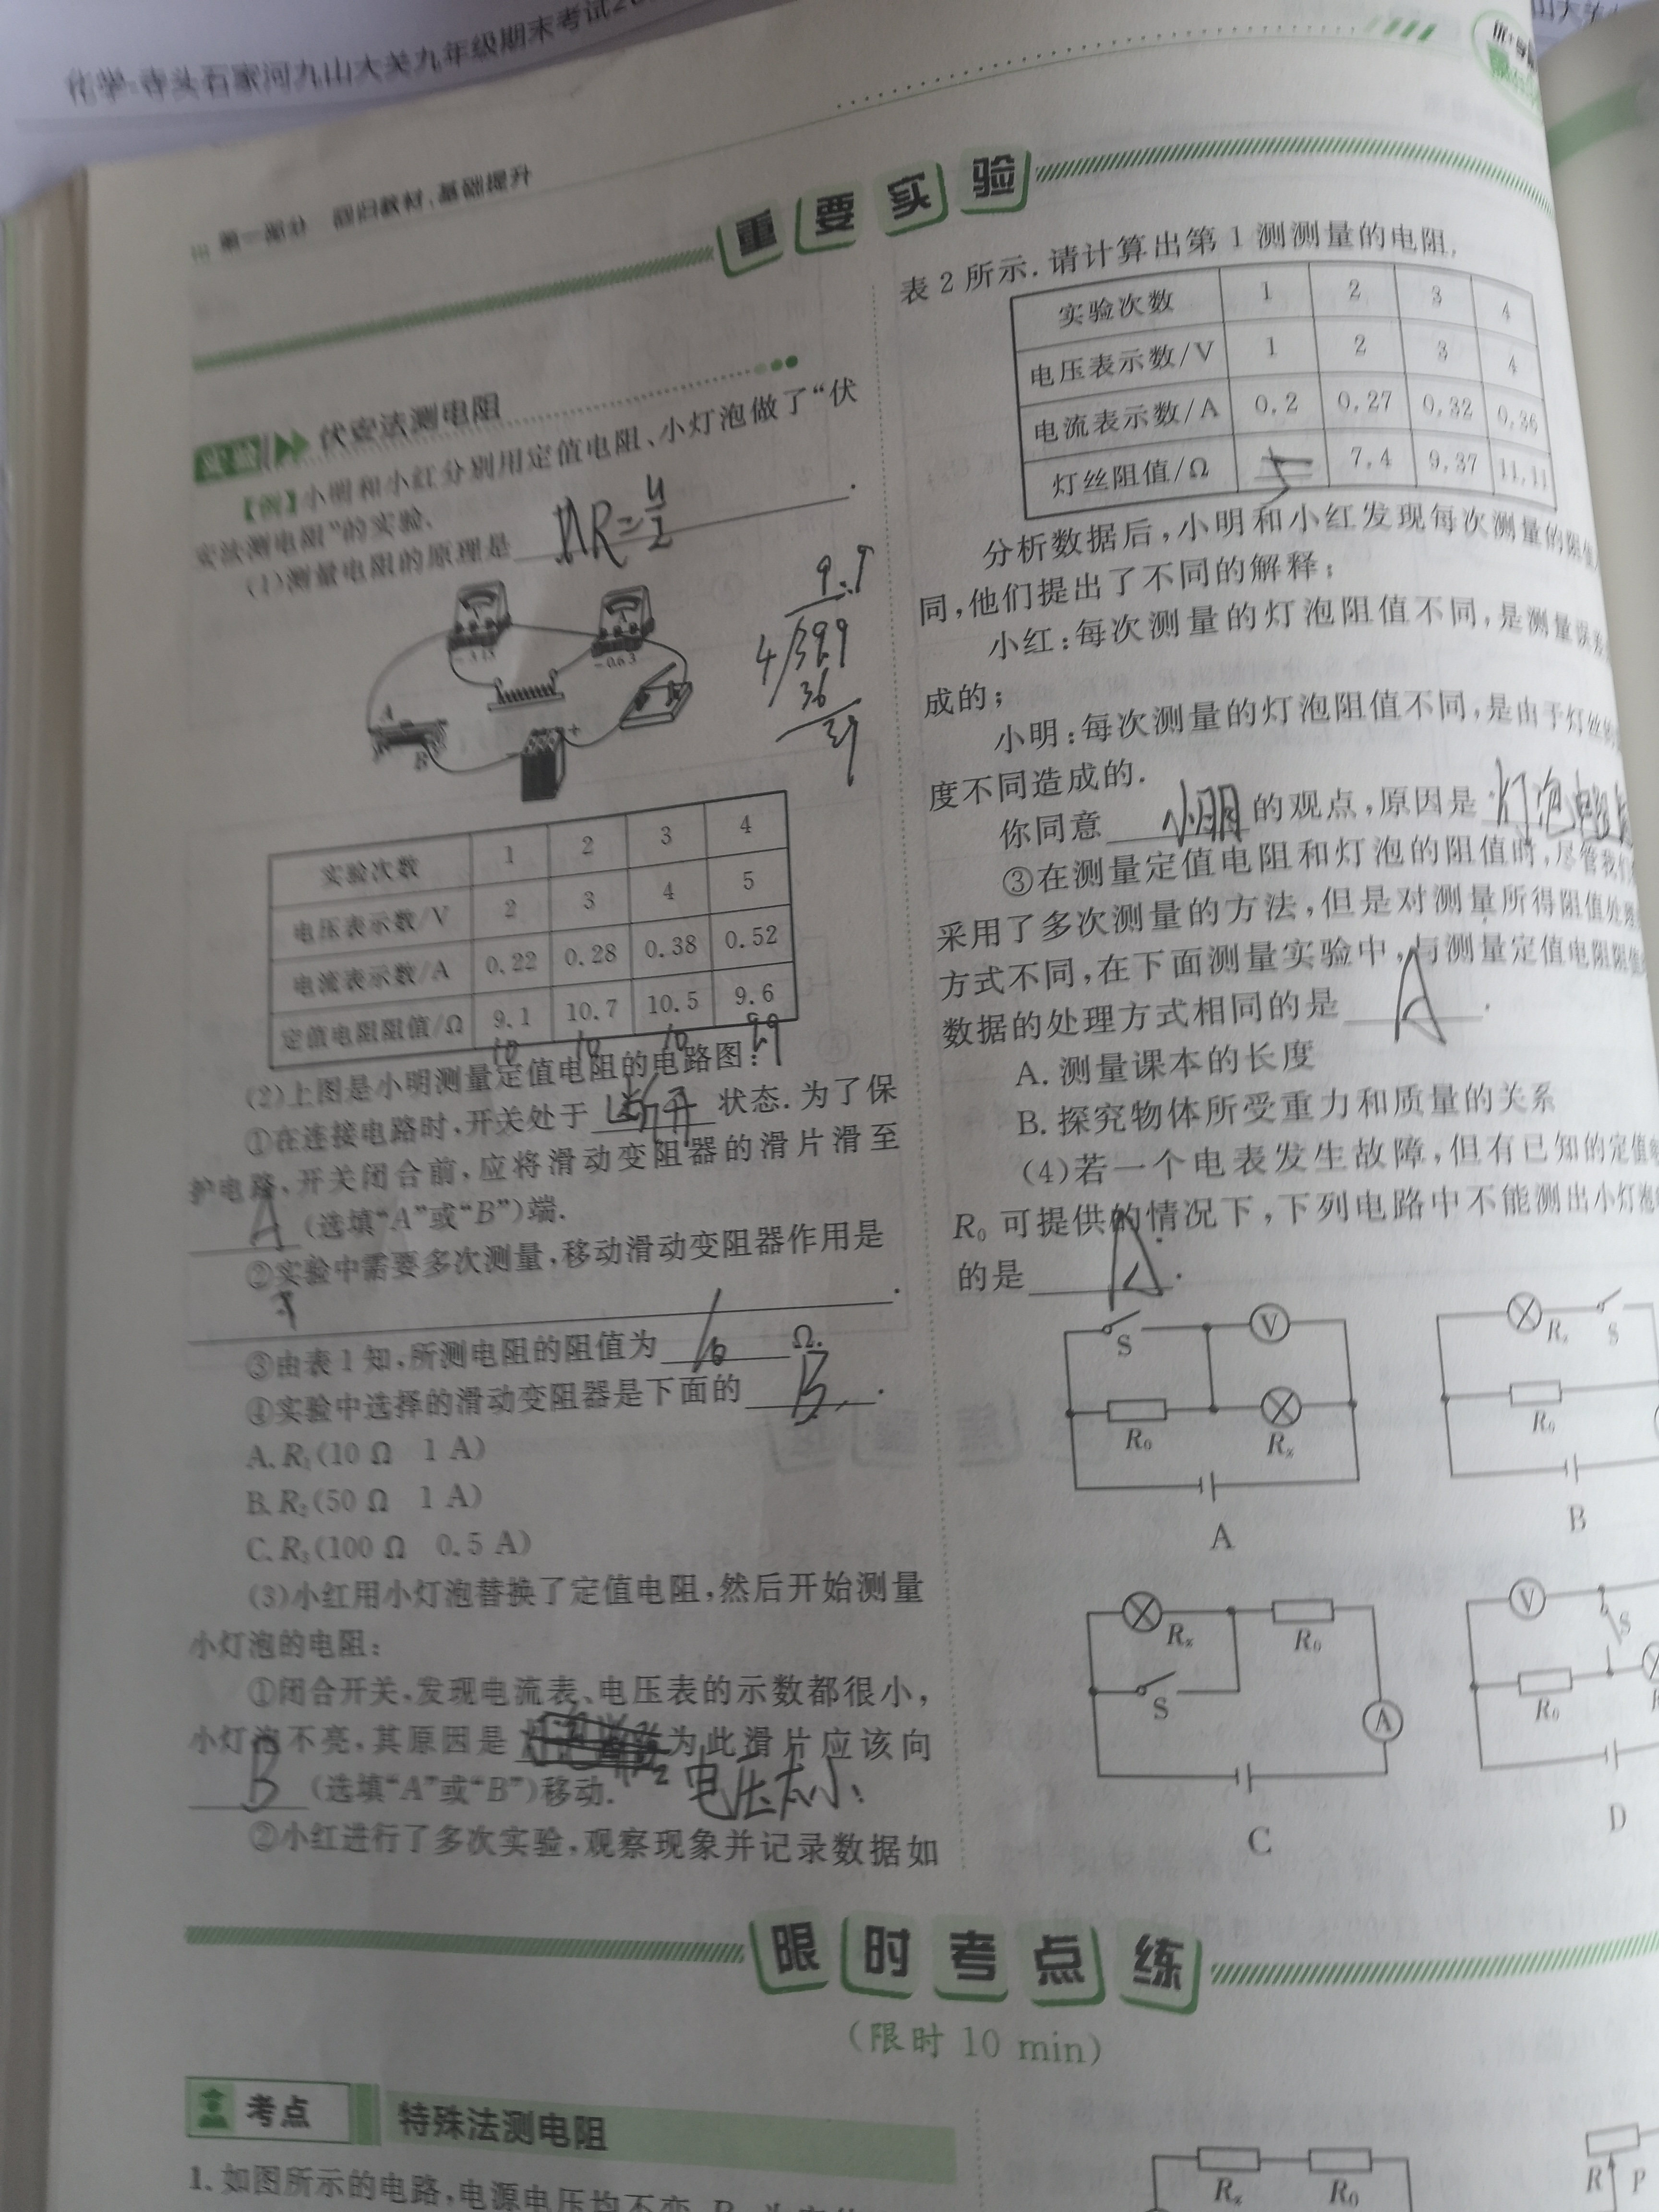 化学-寺头石家河九山大关九年级期末考试
山大关
第一部分 回归教材,基础提升
重要实验
实验 伏安法测电阻
【例】小明和小红分别用定值电阻、小灯泡做了“伏
安法测电阻”的实验.
(1)测量电阻的原理是 R=U/I .
9.9
4/399
36
39
A
B
实验次数 1 2 3 4
电压表示数/V 2 3 4 5
电流表示数/A 0.22 0.28 0.38 0.52
定值电阻阻值/Ω 9.1 10.7 10.5 9.6
10 10 10 99
(2)上图是小明测量定值电阻的电路图:
①在连接电路时,开关处于 断开 状态.为了保
护电路,开关闭合前,应将滑动变阻器的滑片滑至
A (选填“A”或“B”)端.
②实验中需要多次测量,移动滑动变阻器作用是
.
③由表1知,所测电阻的阻值为 10 Ω.
④实验中选择的滑动变阻器是下面的 B .
A.R₁(10 Ω 1 A)
B.R₂(50 Ω 1 A)
C.R₃(100 Ω 0.5 A)
(3)小红用小灯泡替换了定值电阻,然后开始测量
小灯泡的电阻:
①闭合开关,发现电流表、电压表的示数都很小,
小灯泡不亮,其原因是 为此滑片应该向
电压太小;
B (选填“A”或“B”)移动.
②小红进行了多次实验,观察现象并记录数据如
表2所示.请计算出第1测测量的电阻.
实验次数 1 2 3 4
电压表示数/V 1 2 3 4
电流表示数/A 0.2 0.27 0.32 0.36
灯丝阻值/Ω 5 7.4 9.37 11.11
分析数据后,小明和小红发现每次测量的阻值
同,他们提出了不同的解释:
小红:每次测量的灯泡阻值不同,是测量误差
成的;
小明:每次测量的灯泡阻值不同,是由于灯丝的
度不同造成的.
你同意 小明 的观点,原因是 灯泡电阻
③在测量定值电阻和灯泡的阻值时,尽管我们
采用了多次测量的方法,但是对测量所得阻值处理
方式不同,在下面测量实验中,与测量定值电阻阻值
数据的处理方式相同的是 A .
A.测量课本的长度
B.探究物体所受重力和质量的关系
(4)若一个电表发生故障,但有已知的定值
R₀可提供的情况下,下列电路中不能测出小灯泡
的是 A .
S V R₀ Rₓ
A
Rₓ S R₀
B
Rₓ R₀ S A
C
V S R₀
D
限时考点练
(限时 10 min)
考点 特殊法测电阻
1.如图所示的电路,电源电压均不变
Rₓ R₀
R P